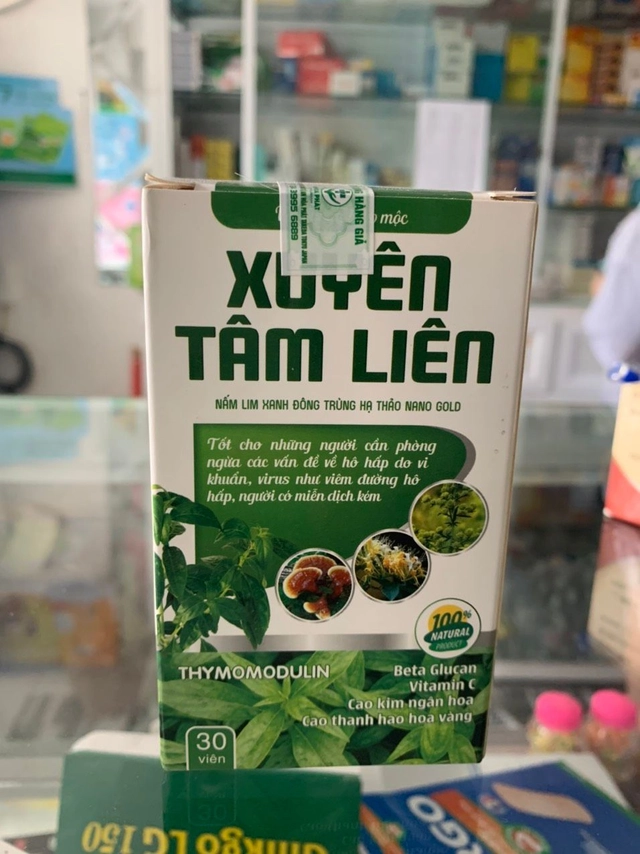 HÀNG GIẢ
mộc
XUYÊN
TÂM LIÊN
NẤM LIM XANH ĐÔNG TRÙNG HẠ THẢO NANO GOLD
Tốt cho những người cần phòng
ngừa các vấn đề về hô hấp do vi
khuẩn, virus như viêm đường hô
hấp, người có miễn dịch kém
100%
NATURAL
PRODUCT
THYMOMODULIN
Beta Glucan
Vitamin C
Cao kim ngân hoa
Cao thanh hao hoa vàng
30
viên
Ginkgo LG 150